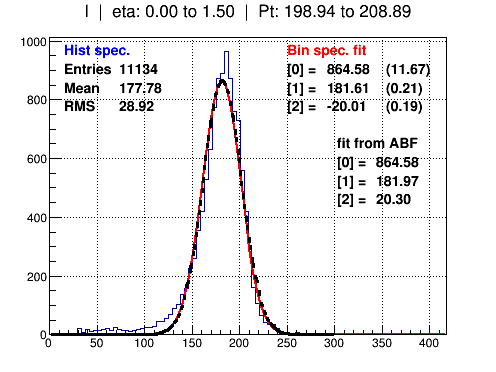 I | eta: 0.00 to 1.50 | Pt: 198.94 to 208.89
Hist spec.
Entries 11134
Mean 177.78
RMS 28.92
Bin spec. fit
[0] = 864.58 (11.67)
[1] = 181.61 (0.21)
[2] = -20.01 (0.19)
fit from ABF
[0] = 864.58
[1] = 181.97
[2] = 20.30
1000
800
600
400
200
0
0 50 100 150 200 250 300 350 400